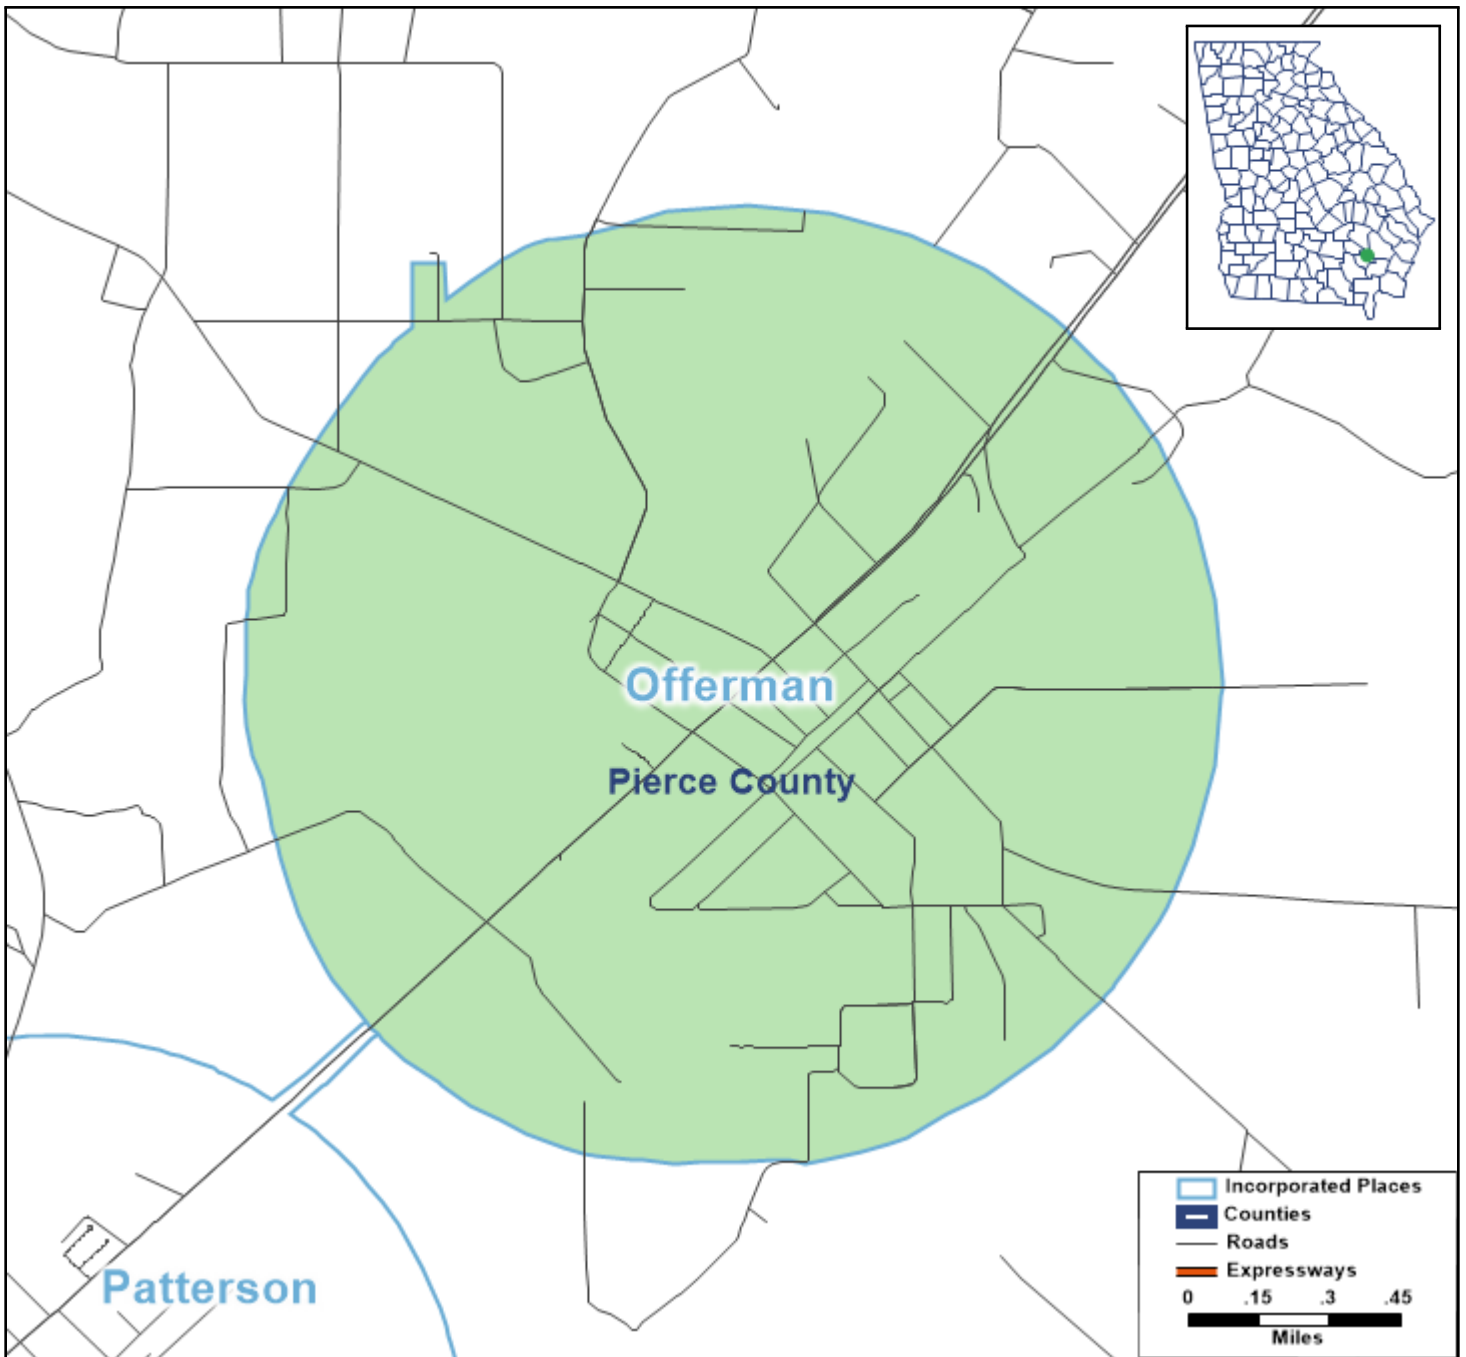 Offerman
Pierce County
Patterson
Incorporated Places
Counties
Roads
Expressways
0 .15 .3 .45
Miles